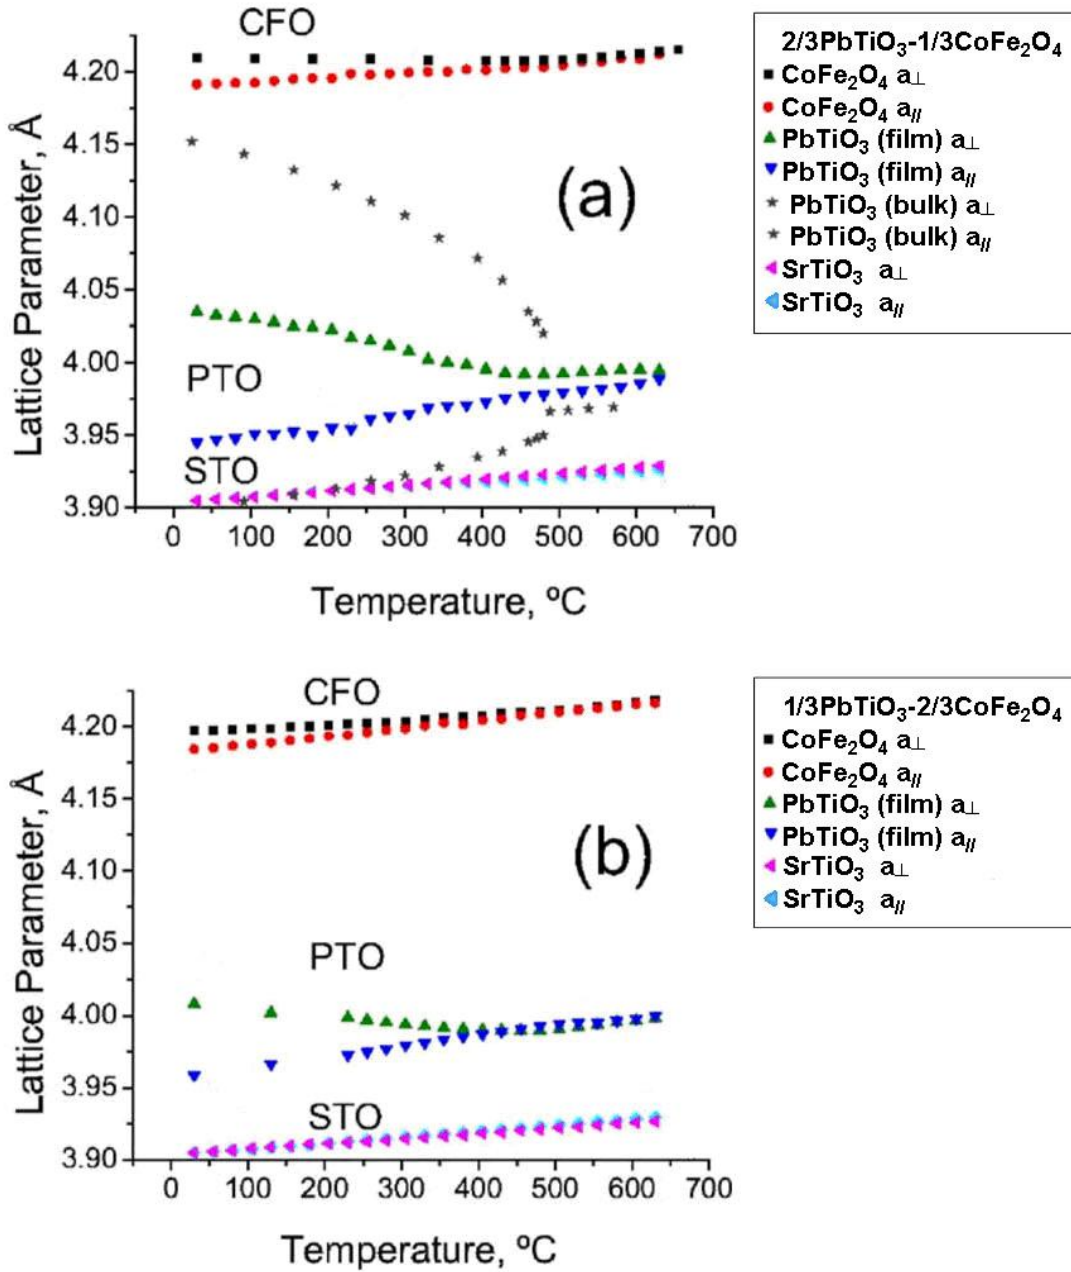 CFO
4.20
4.15
4.10
4.05
4.00
3.95
3.90
Lattice Parameter, Å
(a)
PTO
STO
0 100 200 300 400 500 600 700
Temperature, ºC
2/3PbTiO₃-1/3CoFe₂O₄
CoFe₂O₄ a⊥
CoFe₂O₄ a//
PbTiO₃ (film) a⊥
PbTiO₃ (film) a//
PbTiO₃ (bulk) a⊥
PbTiO₃ (bulk) a//
SrTiO₃ a⊥
SrTiO₃ a//
CFO
4.20
4.15
4.10
4.05
4.00
3.95
3.90
Lattice Parameter, Å
(b)
PTO
STO
0 100 200 300 400 500 600 700
Temperature, ºC
1/3PbTiO₃-2/3CoFe₂O₄
CoFe₂O₄ a⊥
CoFe₂O₄ a//
PbTiO₃ (film) a⊥
PbTiO₃ (film) a//
SrTiO₃ a⊥
SrTiO₃ a//